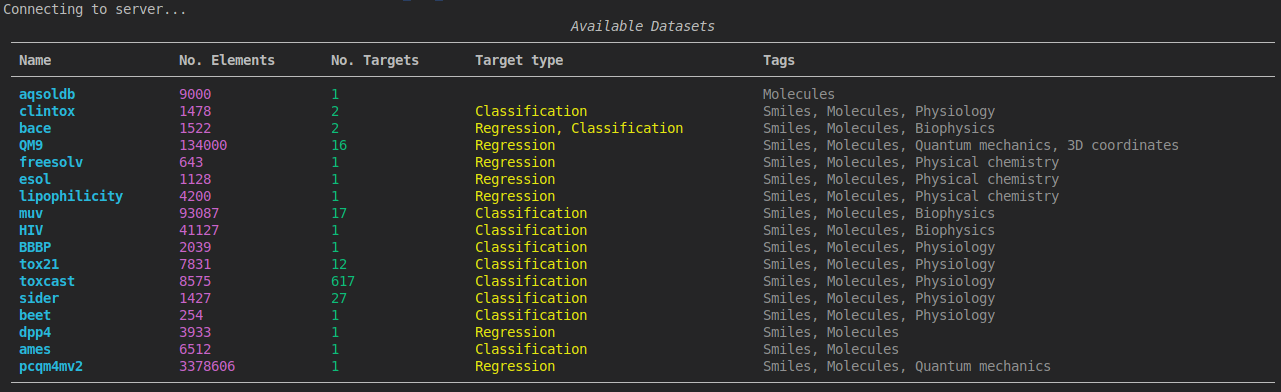 Connecting to server...
Available Datasets
Name No. Elements No. Targets Target type Tags
aqsoldb 9000 1 Molecules
clintox 1478 2 Classification Smiles, Molecules, Physiology
bace 1522 2 Regression, Classification Smiles, Molecules, Biophysics
QM9 134000 16 Regression Smiles, Molecules, Quantum mechanics, 3D coordinates
freesolv 643 1 Regression Smiles, Molecules, Physical chemistry
esol 1128 1 Regression Smiles, Molecules, Physical chemistry
lipophilicity 4200 1 Regression Smiles, Molecules, Physical chemistry
muv 93087 17 Classification Smiles, Molecules, Biophysics
HIV 41127 1 Classification Smiles, Molecules, Biophysics
BBBP 2039 1 Classification Smiles, Molecules, Physiology
tox21 7831 12 Classification Smiles, Molecules, Physiology
toxcast 8575 617 Classification Smiles, Molecules, Physiology
sider 1427 27 Classification Smiles, Molecules, Physiology
beet 254 1 Classification Smiles, Molecules, Physiology
dpp4 3933 1 Regression Smiles, Molecules
ames 6512 1 Classification Smiles, Molecules
pcqm4mv2 3378606 1 Regression Smiles, Molecules, Quantum mechanics